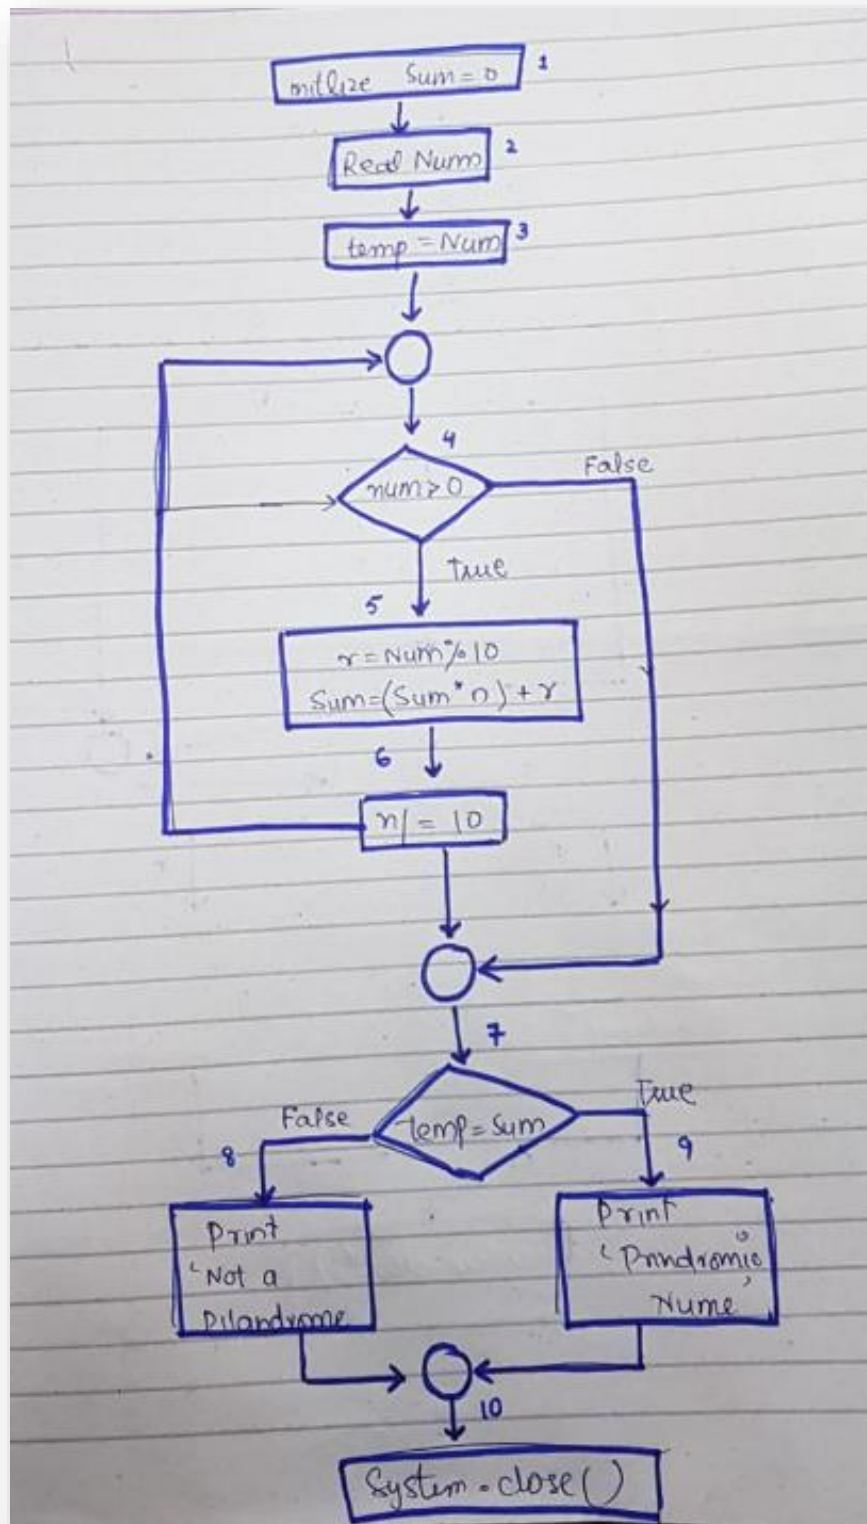 mitlize Sum = 0 1
Read Num 2
temp = Num 3
4
num > 0
False
True
5
r = Num % 10
Sum = (Sum * n) + r
6
n/ = 10
7
temp = Sum
False
True
8
9
Print
'Not a
Pilandrome
Print
'Pnndromic
Nume'
10
System.close()